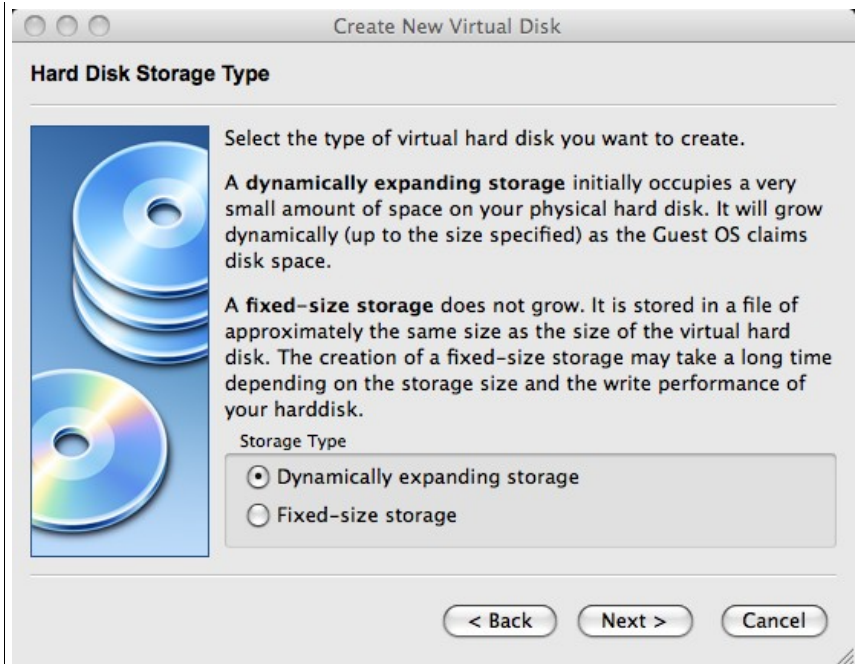 Create New Virtual Disk
Hard Disk Storage Type
Select the type of virtual hard disk you want to create.
A dynamically expanding storage initially occupies a very
small amount of space on your physical hard disk. It will grow
dynamically (up to the size specified) as the Guest OS claims
disk space.
A fixed-size storage does not grow. It is stored in a file of
approximately the same size as the size of the virtual hard
disk. The creation of a fixed-size storage may take a long time
depending on the storage size and the write performance of
your harddisk.
Storage Type
Dynamically expanding storage
Fixed-size storage
< Back Next > Cancel